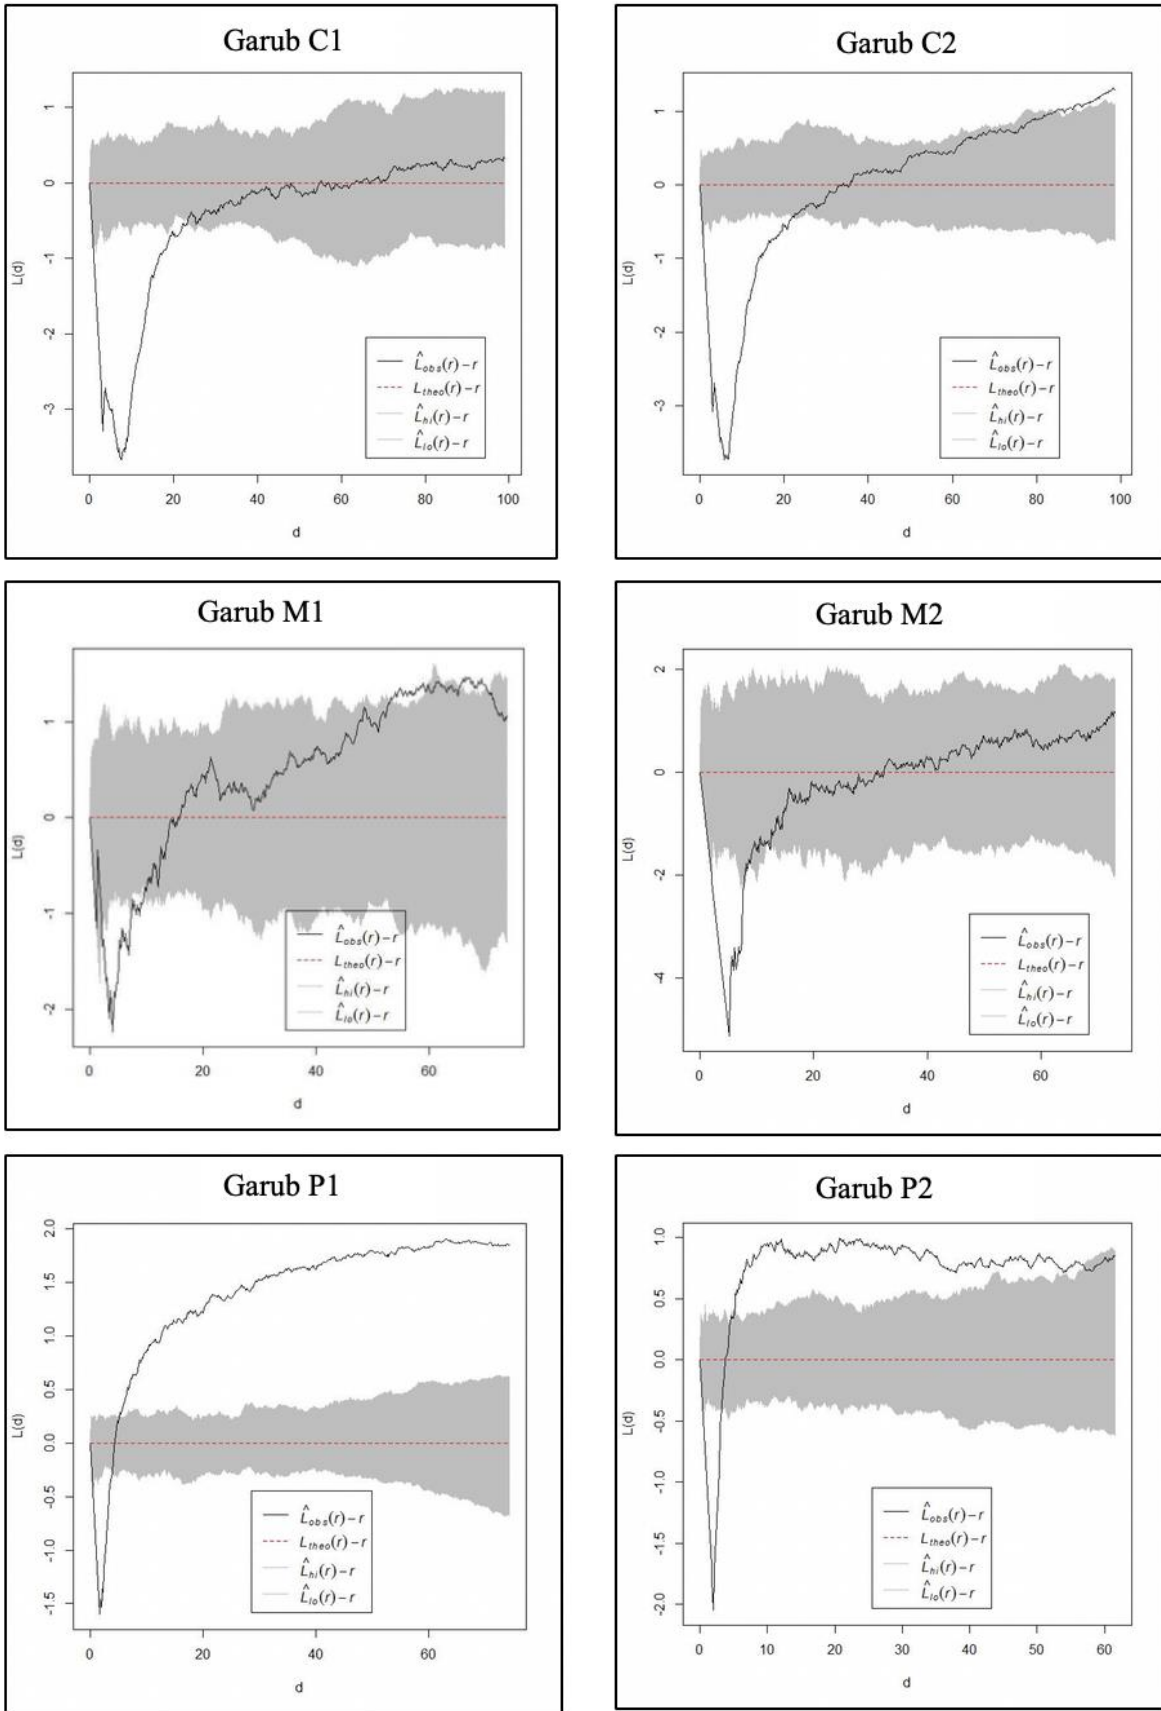 Garub C1
1
0
-1
-2
-3
L(d)
L̂obs(r)−r
Ltheo(r)−r
L̂hi(r)−r
L̂lo(r)−r
0 20 40 60 80 100
d
Garub C2
1
0
-1
-2
-3
L(d)
L̂obs(r)−r
Ltheo(r)−r
L̂hi(r)−r
L̂lo(r)−r
0 20 40 60 80 100
d
Garub M1
1
0
-1
-2
L(d)
L̂obs(r)−r
Ltheo(r)−r
L̂hi(r)−r
L̂lo(r)−r
0 20 40 60
d
Garub M2
2
0
-2
-4
L(d)
L̂obs(r)−r
Ltheo(r)−r
L̂hi(r)−r
L̂lo(r)−r
0 20 40 60
d
Garub P1
2.0
1.5
1.0
0.5
0.0
-0.5
-1.0
-1.5
L(d)
L̂obs(r)−r
Ltheo(r)−r
L̂hi(r)−r
L̂lo(r)−r
0 20 40 60
d
Garub P2
1.0
0.5
0.0
-0.5
-1.0
-1.5
-2.0
L(d)
L̂obs(r)−r
Ltheo(r)−r
L̂hi(r)−r
L̂lo(r)−r
0 10 20 30 40 50 60
d